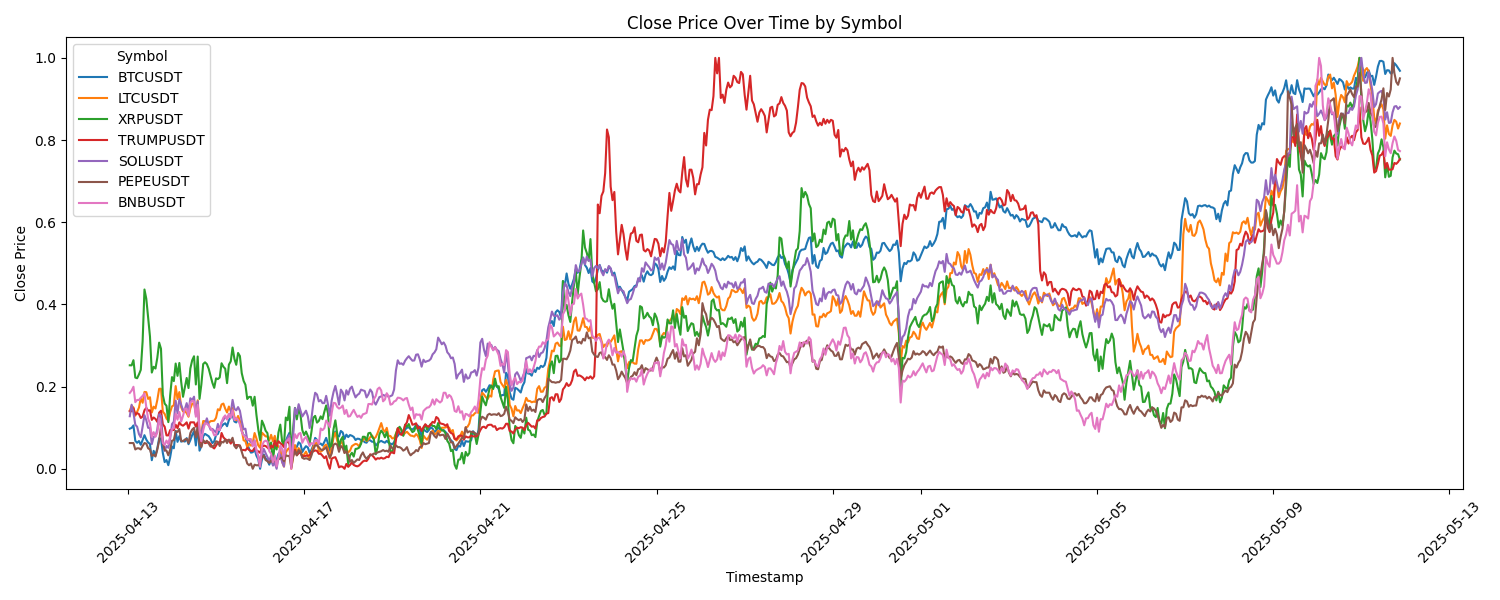 Close Price Over Time by Symbol
Symbol
BTCUSDT
LTCUSDT
XRPUSDT
TRUMPUSDT
SOLUSDT
PEPEUSDT
BNBUSDT
Close Price
1.0
0.8
0.6
0.4
0.2
0.0
2025-04-13
2025-04-17
2025-04-21
2025-04-25
2025-04-29
2025-05-01
2025-05-05
2025-05-09
2025-05-13
Timestamp